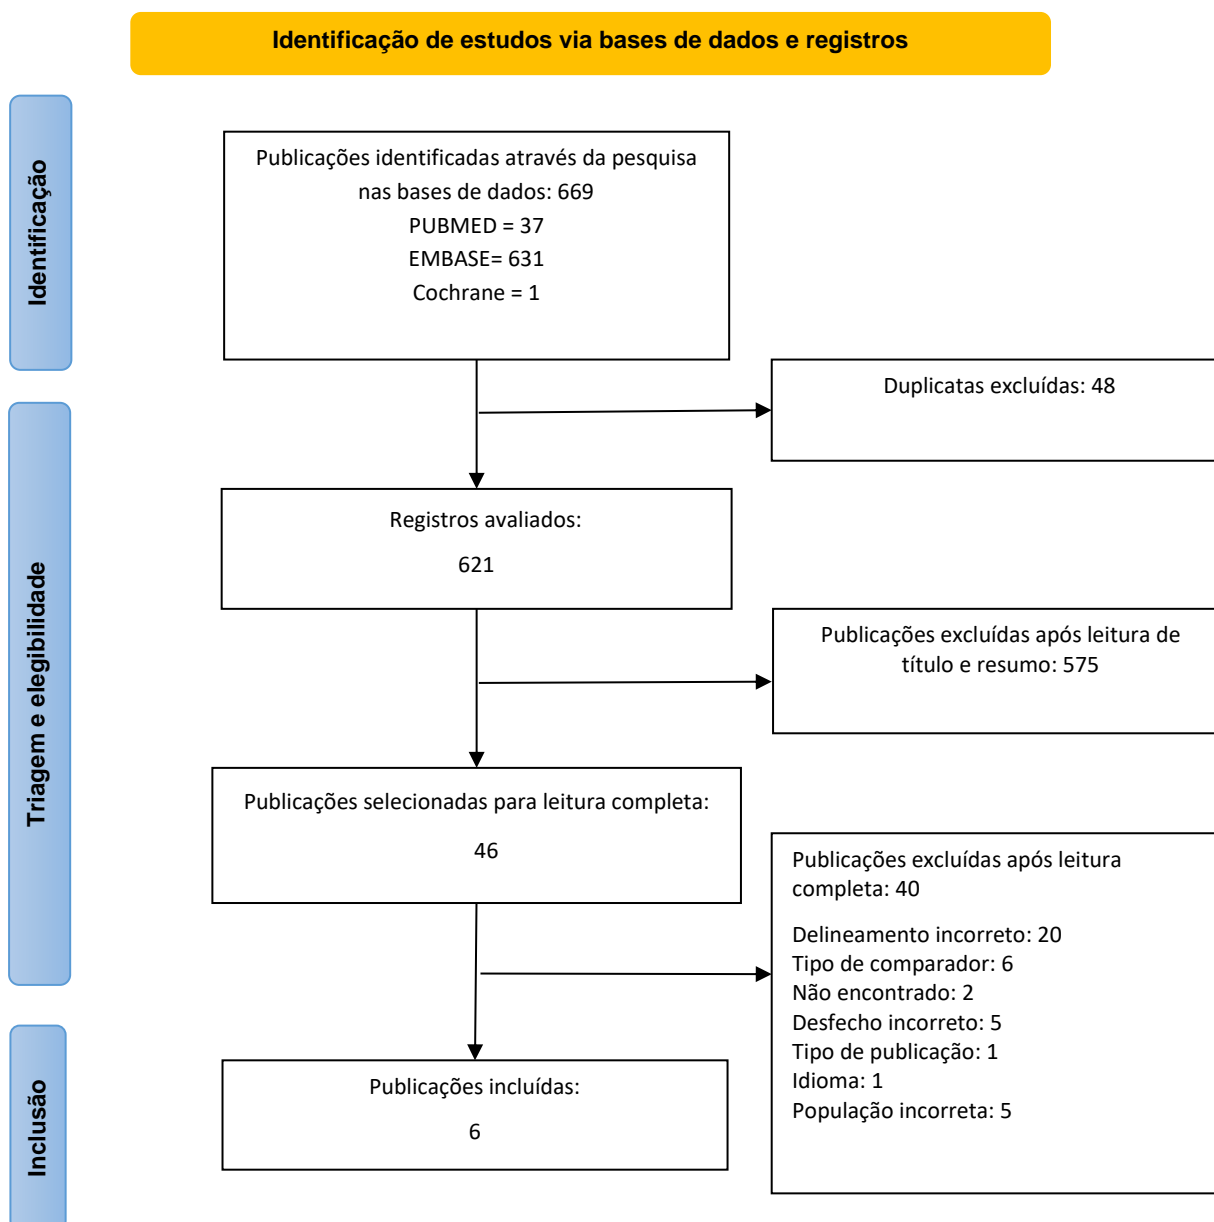 Identificação de estudos via bases de dados e registros
Identificação
Publicações identificadas através da pesquisa
nas bases de dados: 669
PUBMED = 37
EMBASE= 631
Cochrane = 1
Duplicatas excluídas: 48
Triagem e elegibilidade
Registros avaliados:
621
Publicações excluídas após leitura de
título e resumo: 575
Publicações selecionadas para leitura completa:
46
Publicações excluídas após leitura
completa: 40
Delineamento incorreto: 20
Tipo de comparador: 6
Não encontrado: 2
Desfecho incorreto: 5
Tipo de publicação: 1
Idioma: 1
População incorreta: 5
Inclusão
Publicações incluídas:
6